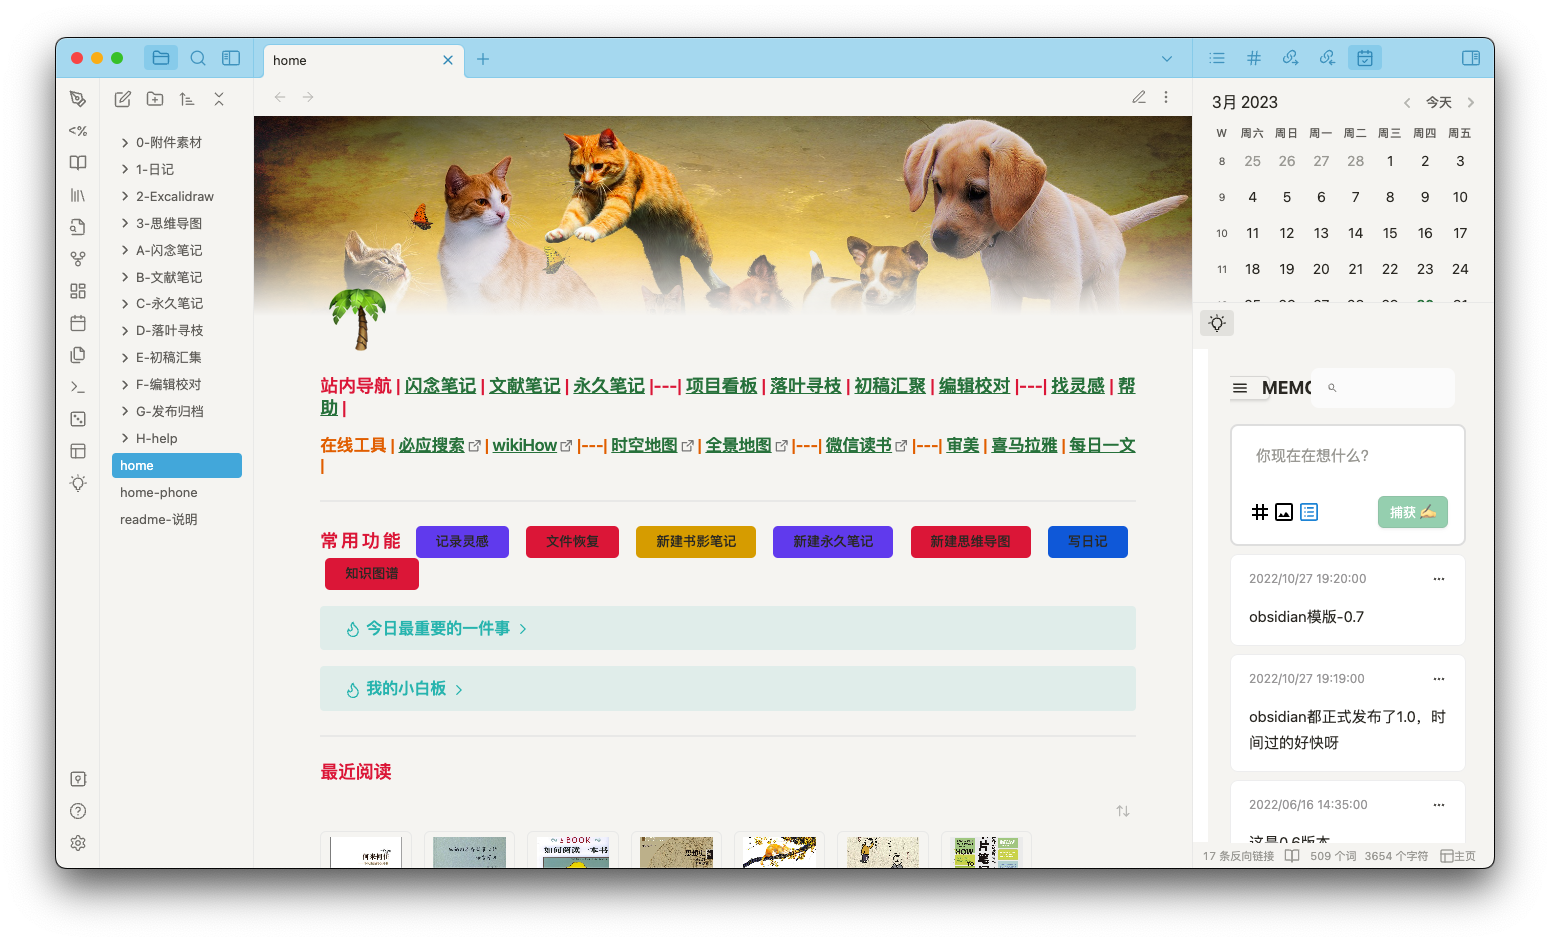 home
<%
0-附件素材
1-日记
2-Excalidraw
3-思维导图
A-闪念笔记
B-文献笔记
C-永久笔记
D-落叶寻枝
E-初稿汇集
F-编辑校对
G-发布归档
H-help
home
home-phone
readme-说明
站内导航 | 闪念笔记 | 文献笔记 | 永久笔记 |---| 项目看板 | 落叶寻枝 | 初稿汇聚 | 编辑校对 |---| 找灵感 | 帮
助 |
在线工具 | 必应搜索 | wikiHow |---| 时空地图 | 全景地图 |---| 微信读书 |---| 审美 | 喜马拉雅 | 每日一文
|
常用功能 记录灵感 文件恢复 新建书影笔记 新建永久笔记 新建思维导图 写日记
知识图谱
今日最重要的一件事
我的小白板
最近阅读
如何阅读一本书
3月 2023 今天
W 周六 周日 周一 周二 周三 周四 周五
8 25 26 27 28 1 2 3
9 4 5 6 7 8 9 10
10 11 12 13 14 15 16 17
11 18 19 20 21 22 23 24
MEMO
你现在在想什么?
捕获 ✍️
2022/10/27 19:20:00
obsidian模版-0.7
2022/10/27 19:19:00
obsidian都正式发布了1.0，时
间过的好快呀
2022/06/16 14:35:00
这是0.6版本
17 条反向链接 509 个词 3654 个字符 主页